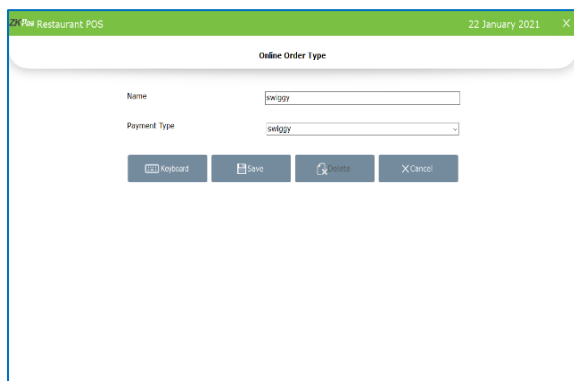 ZKPos Restaurant POS 22 January 2021 X
Online Order Type
Name swiggy
Payment Type swiggy
Keyboard Save Delete Cancel